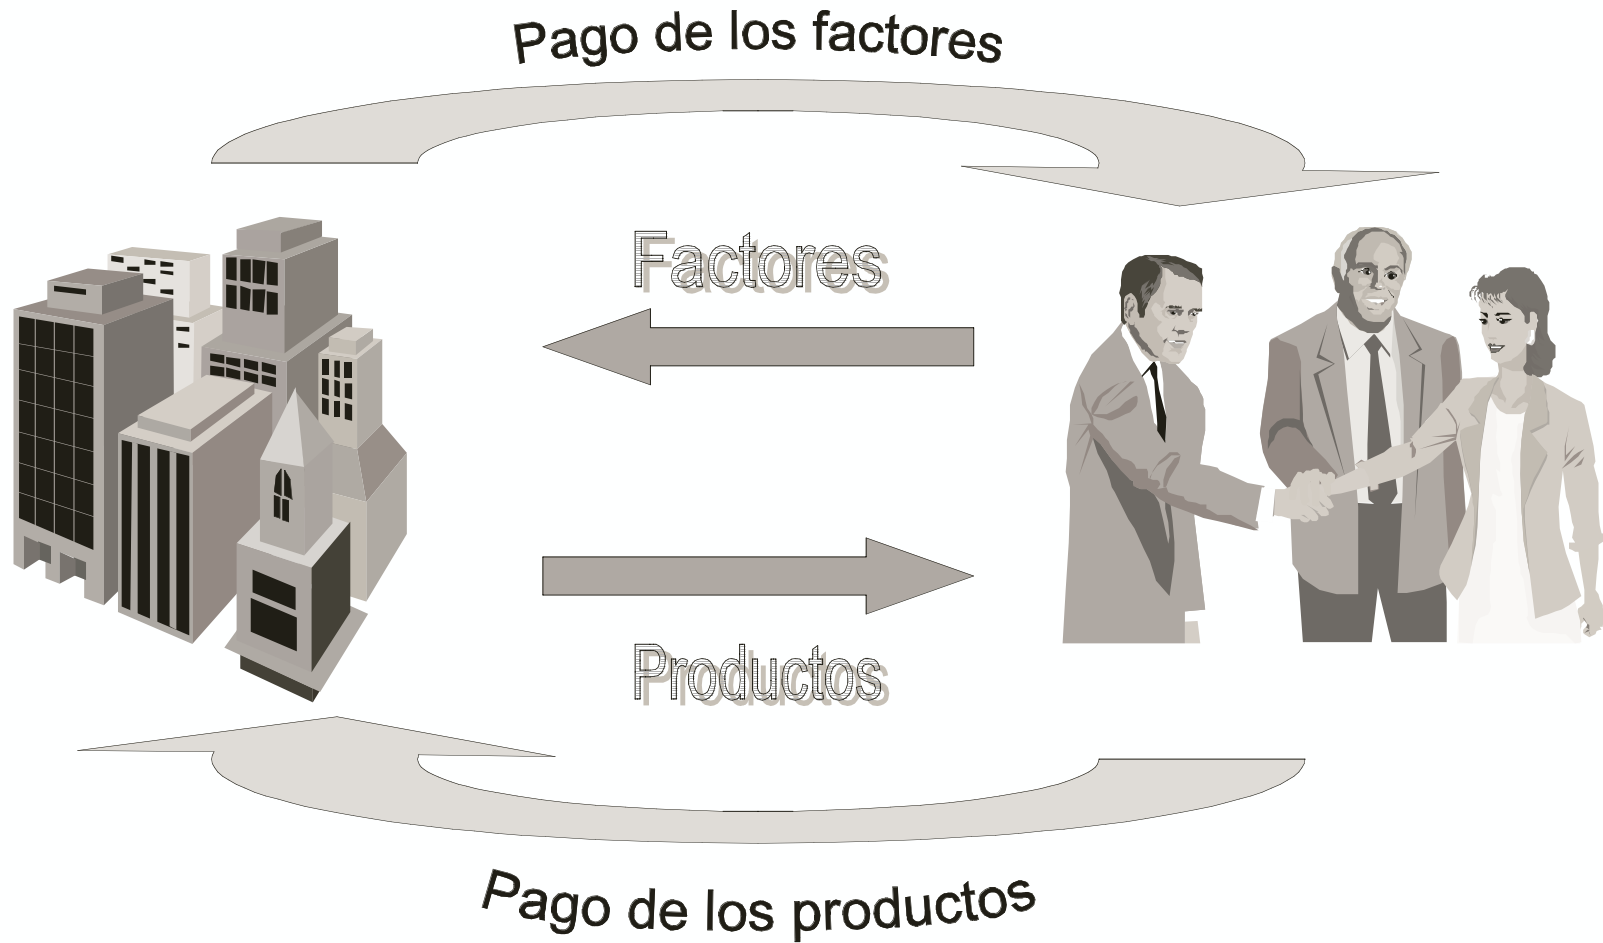 Pago de los factores
Factores
Productos
Pago de los productos